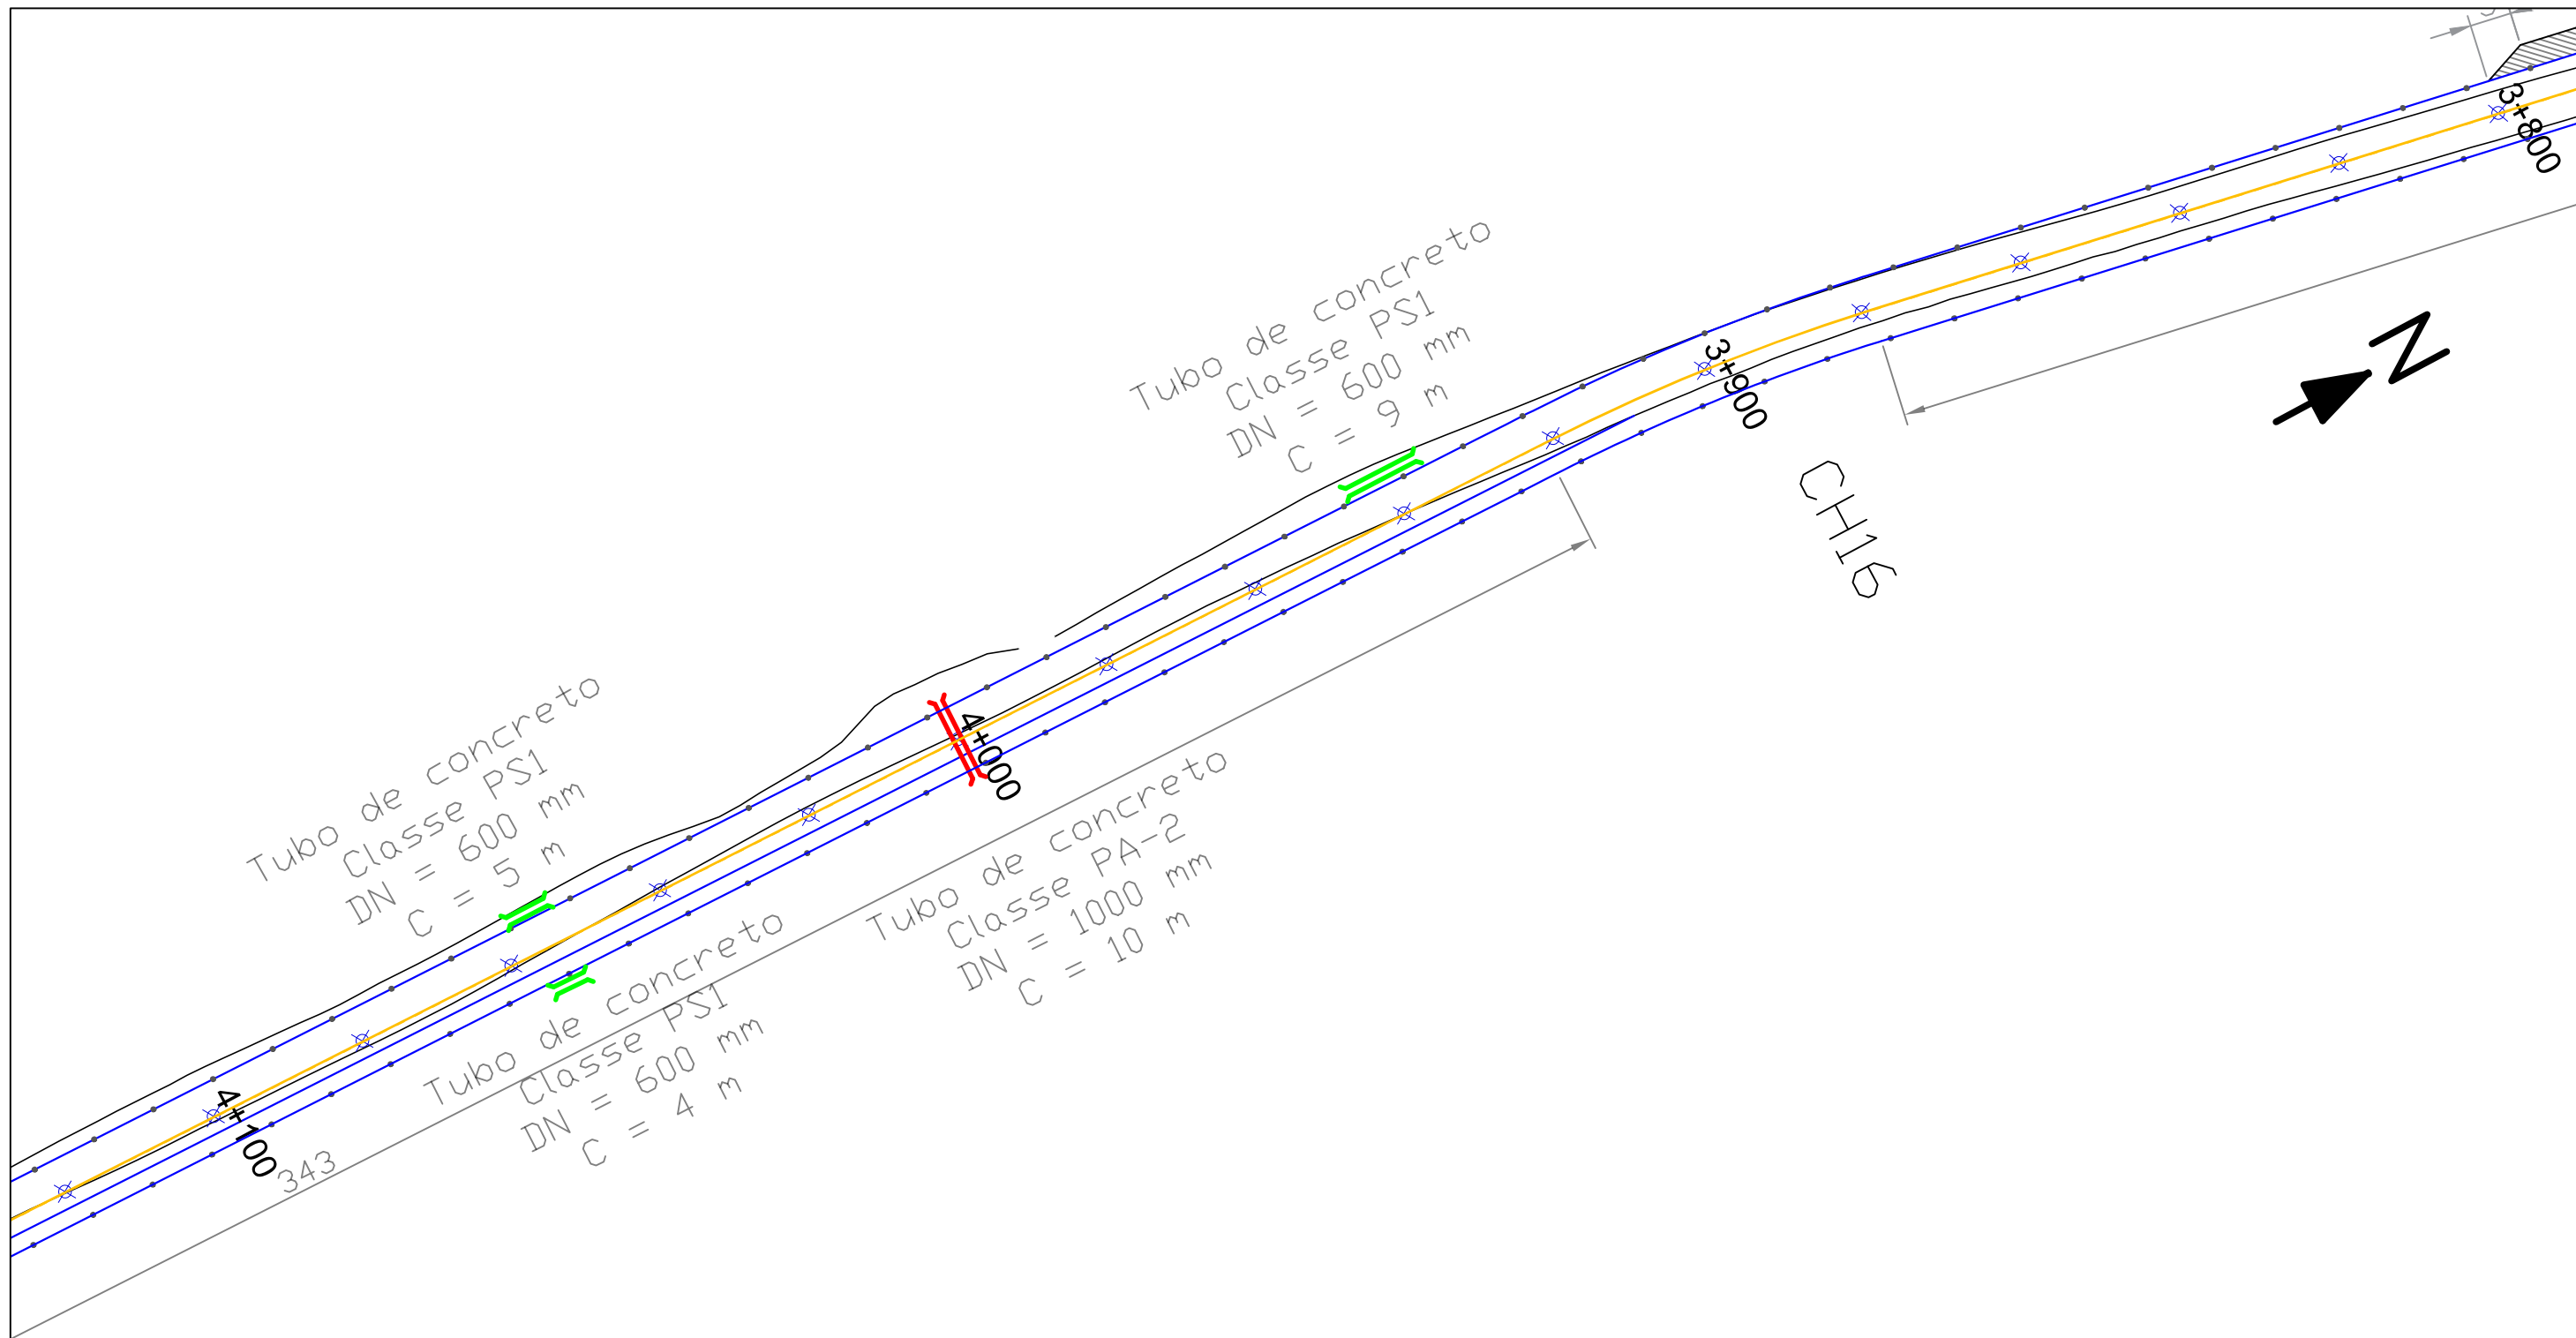 3+800
N
Tubo de concreto
Classe PS1
DN = 600 mm
C = 9 m
3+900
CH16
4+000
Tubo de concreto
Classe PS1
DN = 600 mm
C = 5 m
Tubo de concreto
Classe PA-2
DN = 1000 mm
C = 10 m
Tubo de concreto
Classe PS1
DN = 600 mm
C = 4 m
4+100
343